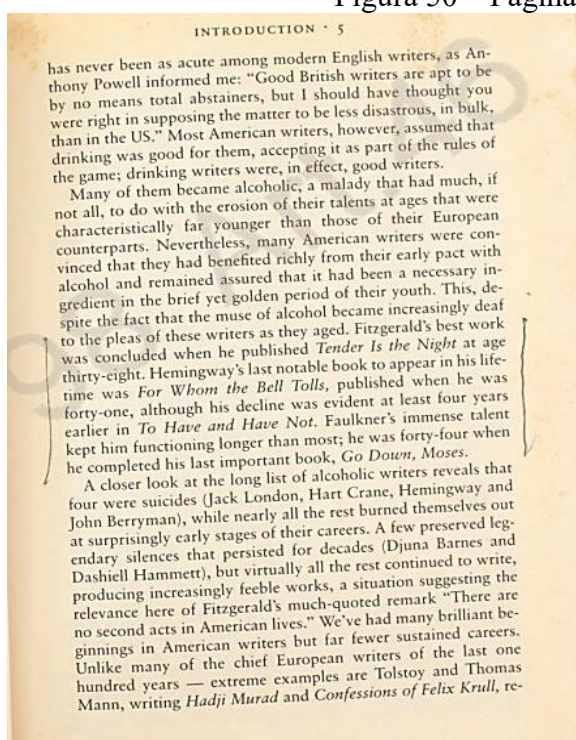 Figura 50 – Página
INTRODUCTION · 5
has never been as acute among modern English writers, as An-
thony Powell informed me: “Good British writers are apt to be
by no means total abstainers, but I should have thought you
were right in supposing the matter to be less disastrous, in bulk,
than in the US.” Most American writers, however, assumed that
drinking was good for them, accepting it as part of the rules of
the game; drinking writers were, in effect, good writers.
Many of them became alcoholic, a malady that had much, if
not all, to do with the erosion of their talents at ages that were
characteristically far younger than those of their European
counterparts. Nevertheless, many American writers were con-
vinced that they had benefited richly from their early pact with
alcohol and remained assured that it had been a necessary in-
gredient in the brief yet golden period of their youth. This, de-
spite the fact that the muse of alcohol became increasingly deaf
to the pleas of these writers as they aged. Fitzgerald’s best work
was concluded when he published Tender Is the Night at age
thirty-eight. Hemingway’s last notable book to appear in his life-
time was For Whom the Bell Tolls, published when he was
forty-one, although his decline was evident at least four years
earlier in To Have and Have Not. Faulkner’s immense talent
kept him functioning longer than most; he was forty-four when
he completed his last important book, Go Down, Moses.
A closer look at the long list of alcoholic writers reveals that
four were suicides (Jack London, Hart Crane, Hemingway and
John Berryman), while nearly all the rest burned themselves out
at surprisingly early stages of their careers. A few preserved leg-
endary silences that persisted for decades (Djuna Barnes and
Dashiell Hammett), but virtually all the rest continued to write,
producing increasingly feeble works, a situation suggesting the
relevance here of Fitzgerald’s much-quoted remark “There are
no second acts in American lives.” We’ve had many brilliant be-
ginnings in American writers but far fewer sustained careers.
Unlike many of the chief European writers of the last one
hundred years — extreme examples are Tolstoy and Thomas
Mann, writing Hadji Murad and Confessions of Felix Krull, re-